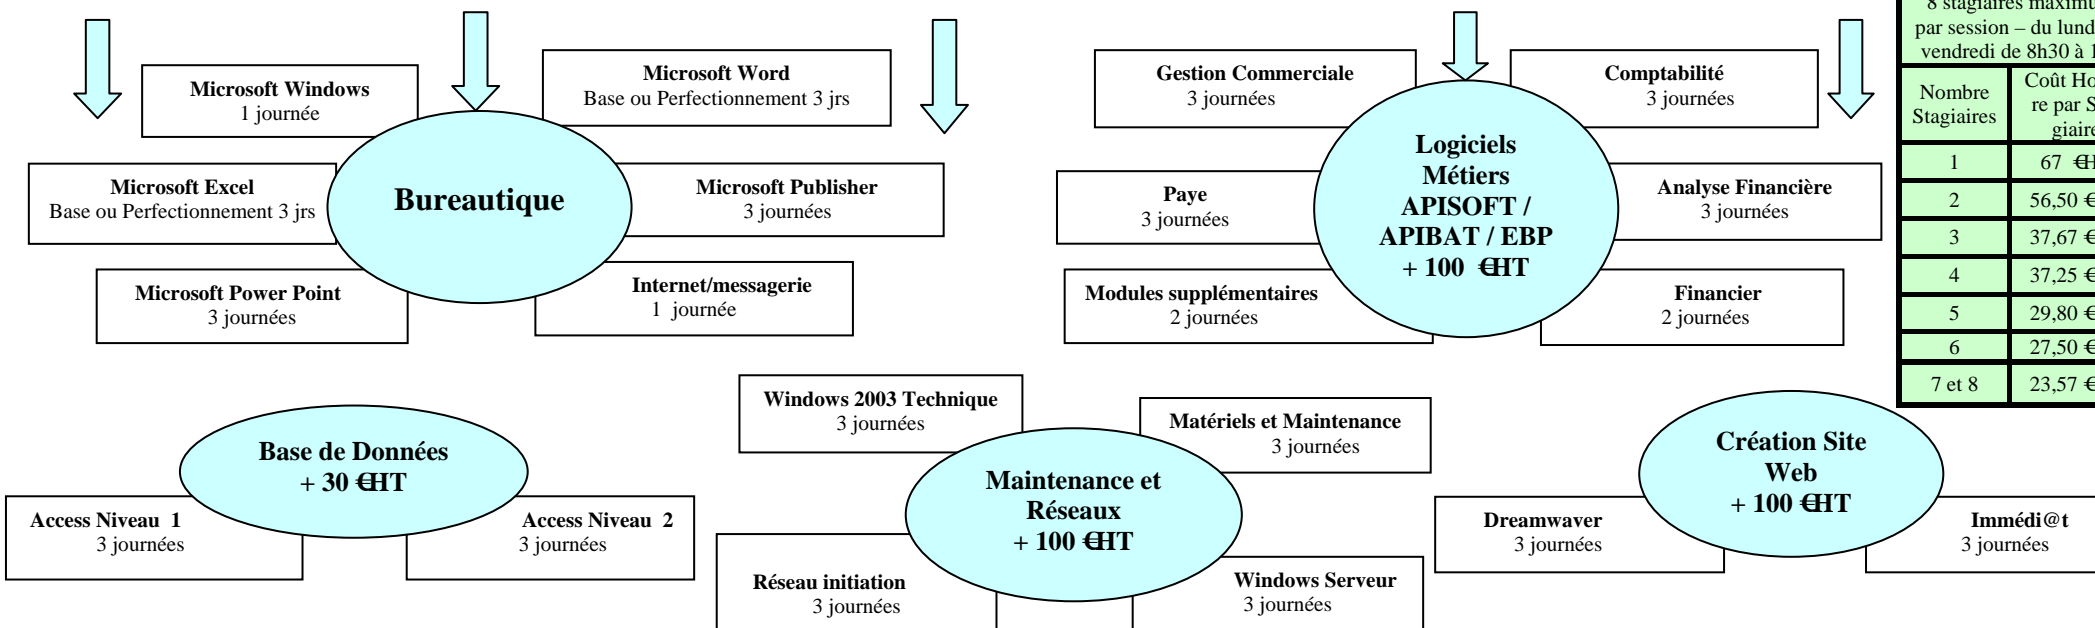 Microsoft Windows
1 journée
Microsoft Word
Base ou Perfectionnement 3 jrs
Microsoft Excel
Base ou Perfectionnement 3 jrs
Bureautique
Microsoft Publisher
3 journées
Microsoft Power Point
3 journées
Internet/messagerie
1 journée
Gestion Commerciale
3 journées
Comptabilité
3 journées
Paye
3 journées
Logiciels
Métiers
APISOFT /
APIBAT / EBP
+ 100 €HT
Analyse Financière
3 journées
Modules supplémentaires
2 journées
Financier
2 journées
8 stagiaires
par session – du
vendredi de 8h30 à
Nombre
Stagiaires
Coût
re par
1 67 €
2 56,50 €
3 37,67 €
4 37,25 €
5 29,80 €
6 27,50 €
7 et 8 23,57 €
Base de Données
+ 30 €HT
Access Niveau 1
3 journées
Access Niveau 2
3 journées
Windows 2003 Technique
3 journées
Matériels et Maintenance
3 journées
Maintenance et
Réseaux
+ 100 €HT
Réseau initiation
3 journées
Windows Serveur
3 journées
Création Site
Web
+ 100 €HT
Dreamwaver
3 journées
Immédi@t
3 journées